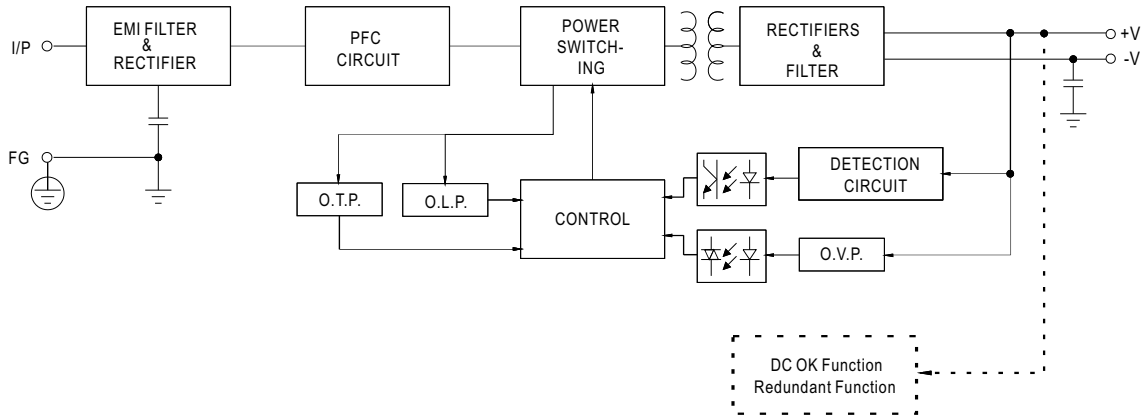 I/P
EMI FILTER
&
RECTIFIER
PFC
CIRCUIT
POWER
SWITCH-
ING
RECTIFIERS
&
FILTER
+V
-V
FG
O.T.P.
O.L.P.
CONTROL
DETECTION
CIRCUIT
O.V.P.
DC OK Function
Redundant Function